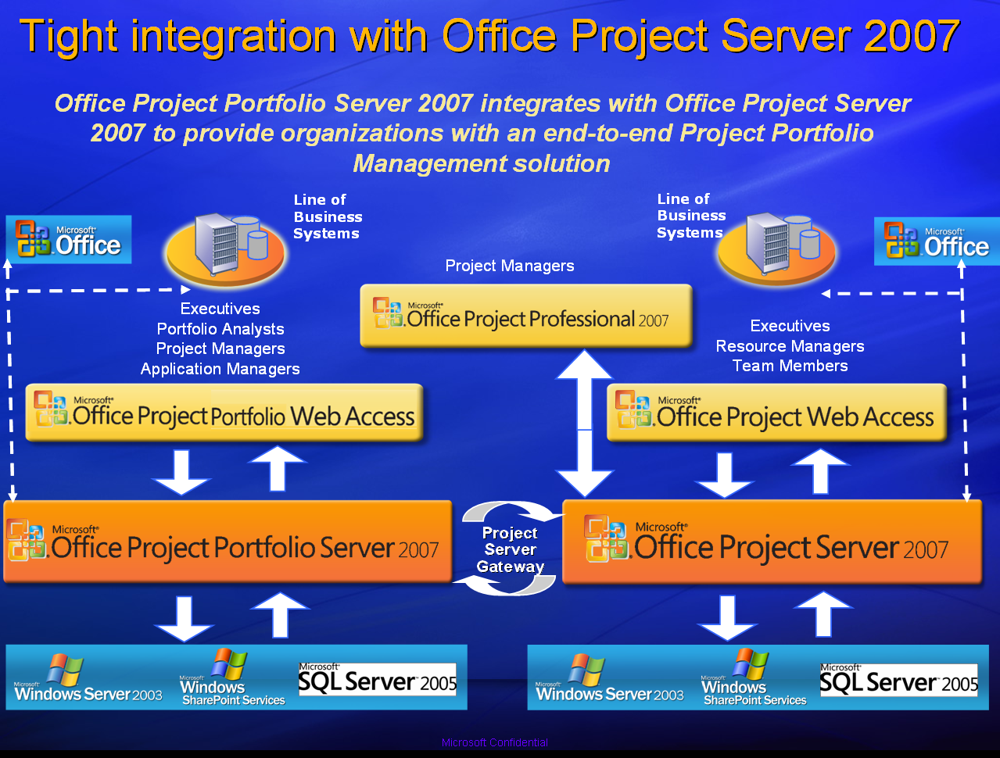 Tight integration with Office Project Server 2007
Office Project Portfolio Server 2007 integrates with Office Project Server
2007 to provide organizations with an end-to-end Project Portfolio
Management solution
Microsoft
Office
Line of
Business
Systems
Line of
Business
Systems
Microsoft
Office
Project Managers
Microsoft
Office Project Professional 2007
Executives
Portfolio Analysts
Project Managers
Application Managers
Executives
Resource Managers
Team Members
Microsoft
Office Project Portfolio Web Access
Microsoft
Office Project Web Access
Microsoft
Office Project Portfolio Server 2007
Project
Server
Gateway
Microsoft
Office Project Server 2007
Microsoft
Windows Server 2003
Microsoft
Windows
SharePoint Services
Microsoft
SQL Server 2005
Microsoft
Windows Server 2003
Microsoft
Windows
SharePoint Services
Microsoft
SQL Server 2005
Microsoft Confidential